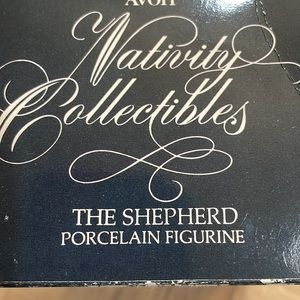 Avon
Nativity
Collectibles
THE SHEPHERD
PORCELAIN FIGURINE